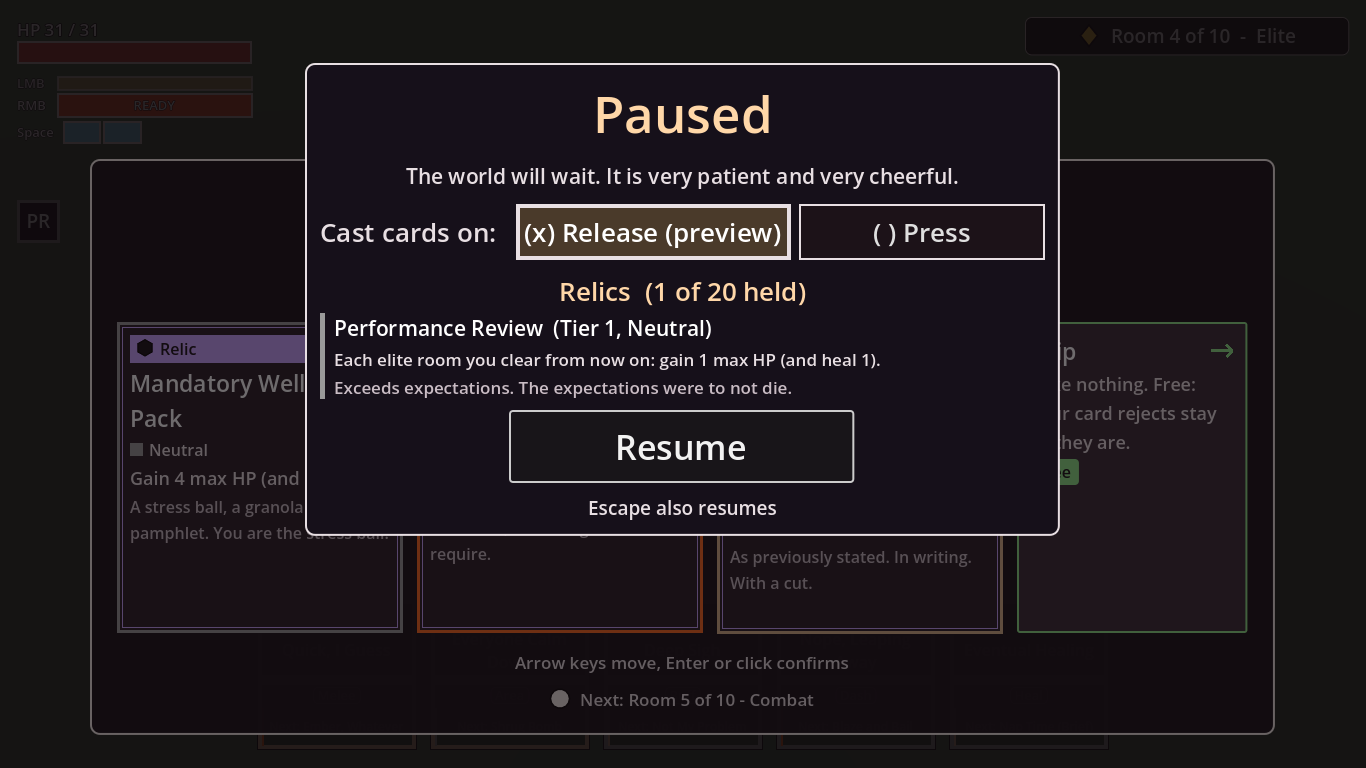 HP 31 / 31
Room 4 of 10 - Elite
LMB
RMB READY
Space
PR
Paused
The world will wait. It is very patient and very cheerful.
Cast cards on: (x) Release (preview) ( ) Press
Relics (1 of 20 held)
Performance Review (Tier 1, Neutral)
Each elite room you clear from now on: gain 1 max HP (and heal 1).
Exceeds expectations. The expectations were to not die.
Resume
Escape also resumes
Relic
Mandatory Well
Pack
Neutral
Gain 4 max HP (and
A stress ball, a granola
pamphlet. You are the stress ball.
require.
As previously stated. In writing.
With a cut.
nothing. Free:
card rejects stay
they are.
Arrow keys move, Enter or click confirms
Next: Room 5 of 10 - Combat